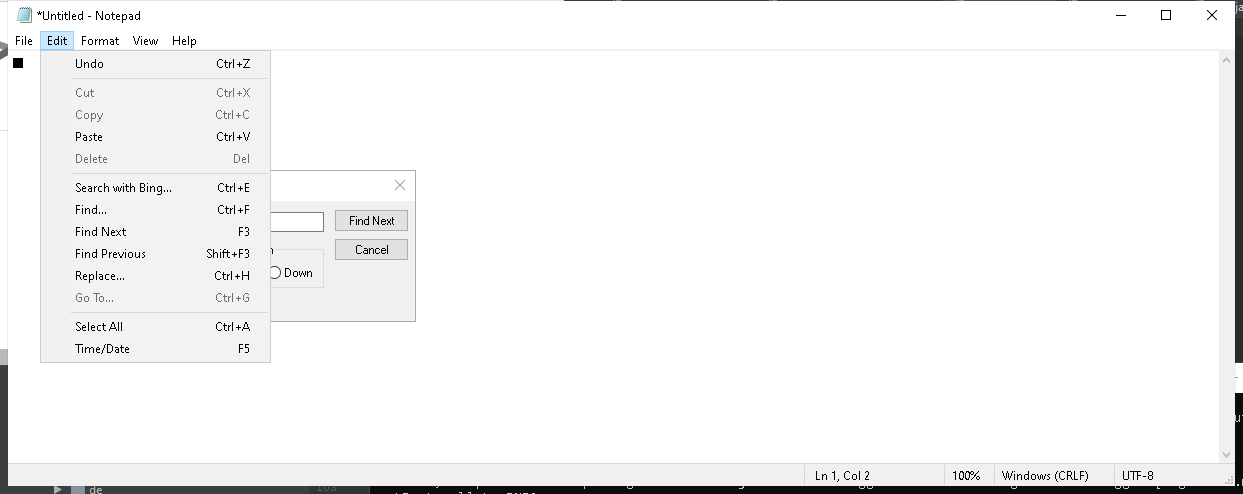 *Untitled - Notepad
File Edit Format View Help
■
Undo Ctrl+Z
Cut Ctrl+X
Copy Ctrl+C
Paste Ctrl+V
Delete Del
Search with Bing... Ctrl+E
Find... Ctrl+F
Find Next F3
Find Previous Shift+F3
Replace... Ctrl+H
Go To... Ctrl+G
Select All Ctrl+A
Time/Date F5
Find Next
Cancel
Down
Ln 1, Col 2 100% Windows (CRLF) UTF-8
de